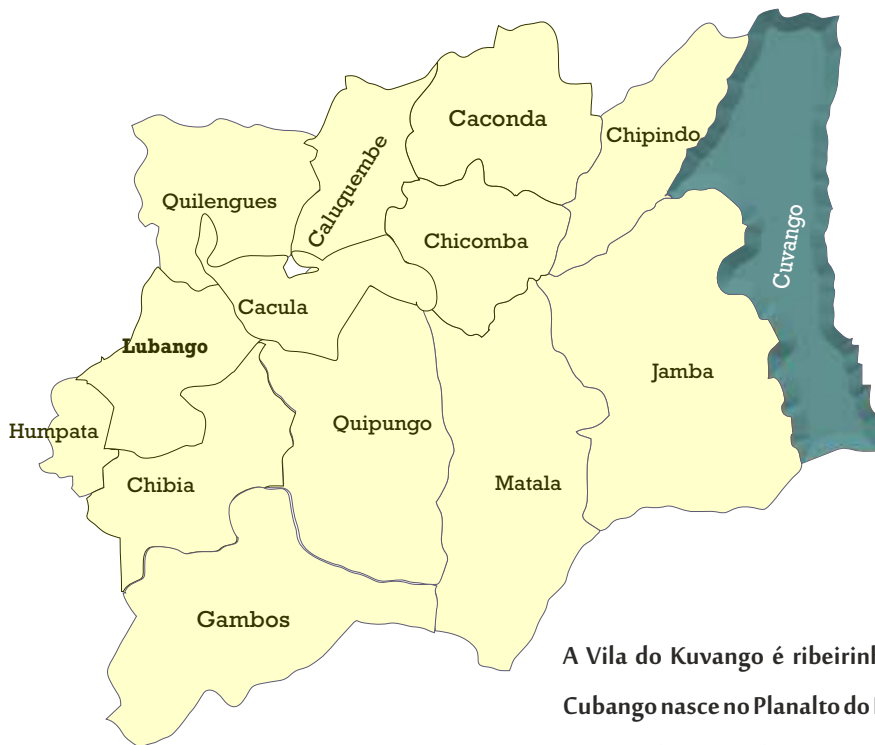 Caconda
Chipindo
Caluquembe
Quilengues
Cuvango
Chicomba
Cacula
Lubango
Jamba
Humpata
Quipungo
Chibia
Matala
Gambos
A Vila do Kuvango é
Cubango nasce no Planalto do